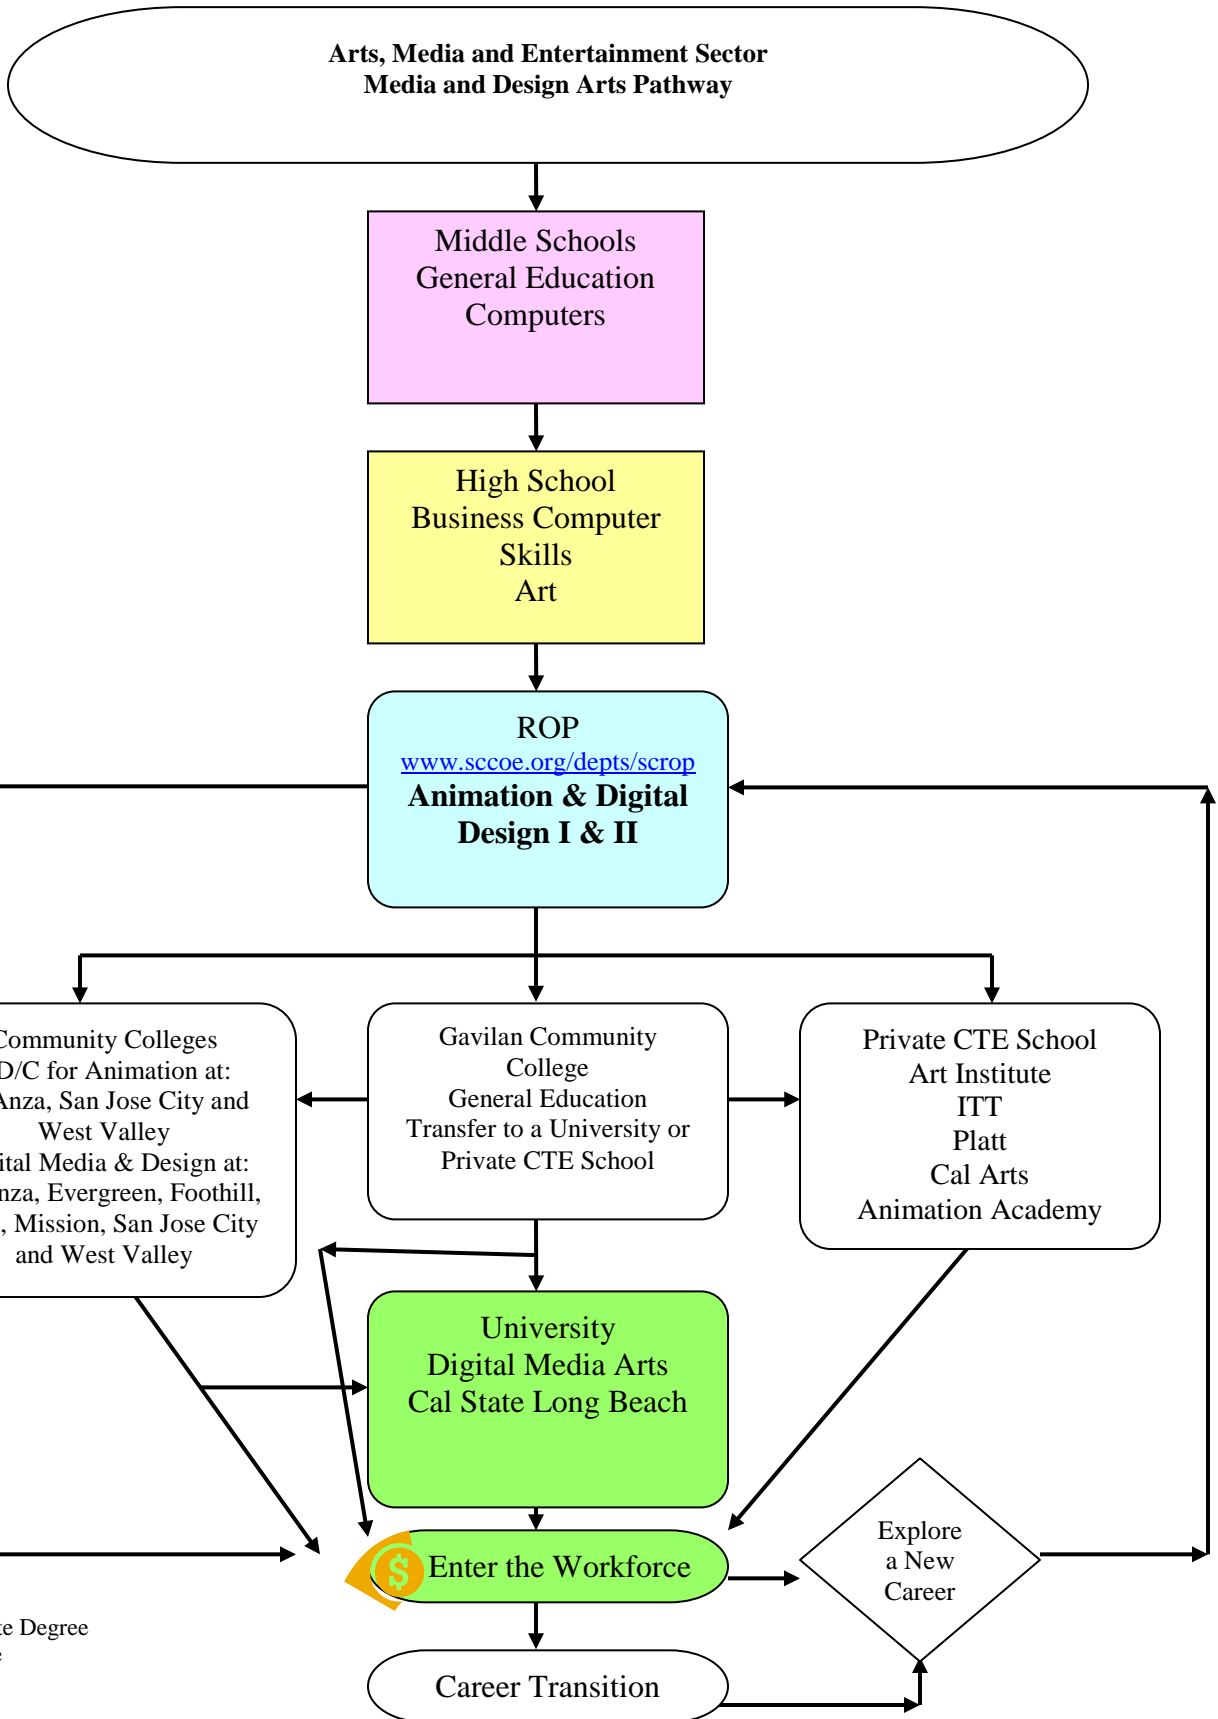 Arts, Media and Entertainment Sector
Media and Design Arts Pathway
Middle Schools
General Education
Computers
High School
Business Computer
Skills
Art
ROP
www.sccoe.org/depts/scrop
Animation & Digital
Design I & II
Colleges
D/C for Animation at:
Anza, San Jose City and
West Valley
Media & Design at:
Evergreen, Foothill,
, Mission, San Jose City
and West Valley
Gavilan Community
College
General Education
Transfer to a University or
Private CTE School
Private CTE School
Art Institute
ITT
Platt
Cal Arts
Animation Academy
University
Digital Media Arts
Cal State Long Beach
$ Enter the Workforce
Explore
a New
Career
Degree
Career Transition